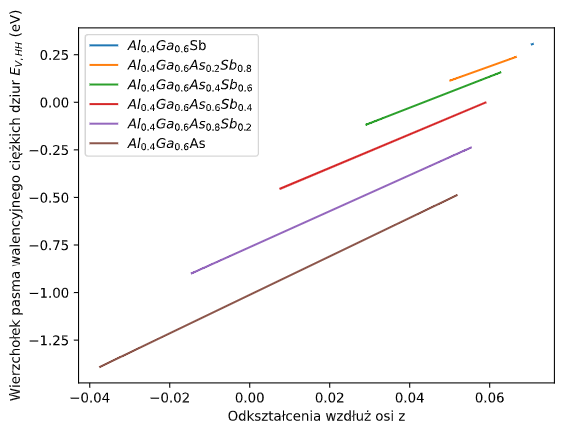 Al0.4Ga0.6Sb
Al0.4Ga0.6As0.2Sb0.8
Al0.4Ga0.6As0.4Sb0.6
Al0.4Ga0.6As0.6Sb0.4
Al0.4Ga0.6As0.8Sb0.2
Al0.4Ga0.6As
Wierzchołek pasma walencyjnego ciężkich dziur EV,HH (eV)
0.25
0.00
−0.25
−0.50
−0.75
−1.00
−1.25
−0.04 −0.02 0.00 0.02 0.04 0.06
Odkształcenia wzdłuż osi z